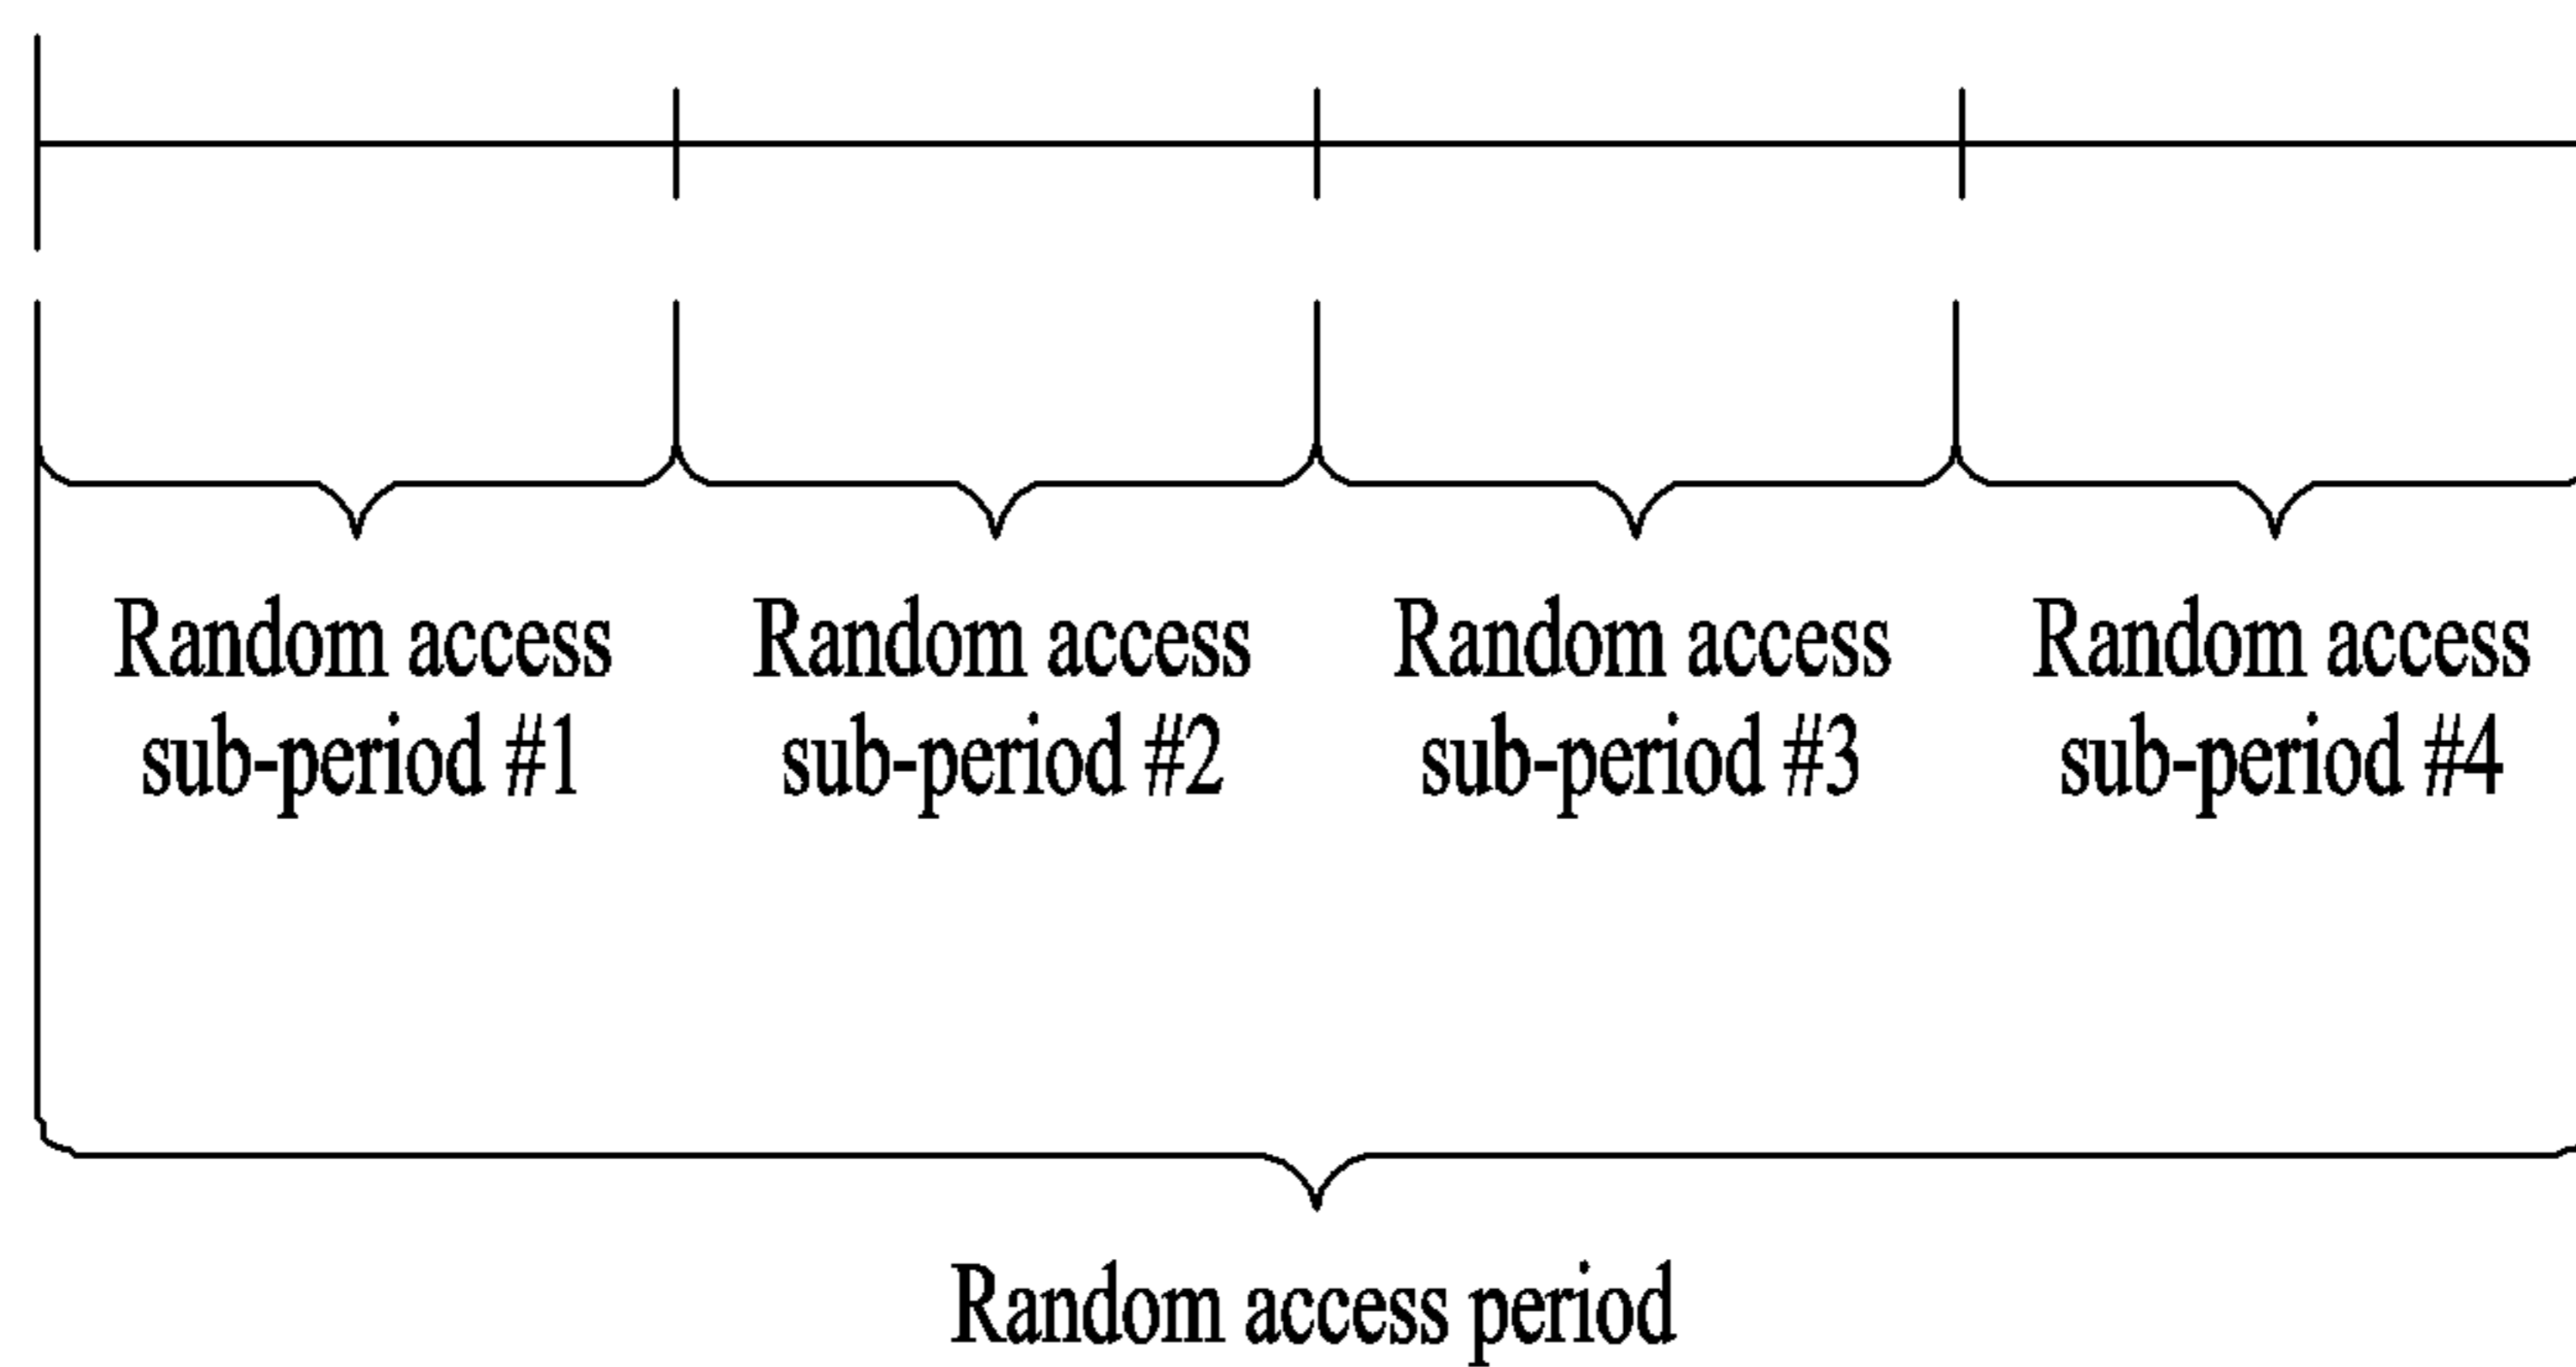 Random access
sub-period #1
Random access
sub-period #2
Random access
sub-period #3
Random access
sub-period #4
Random access period